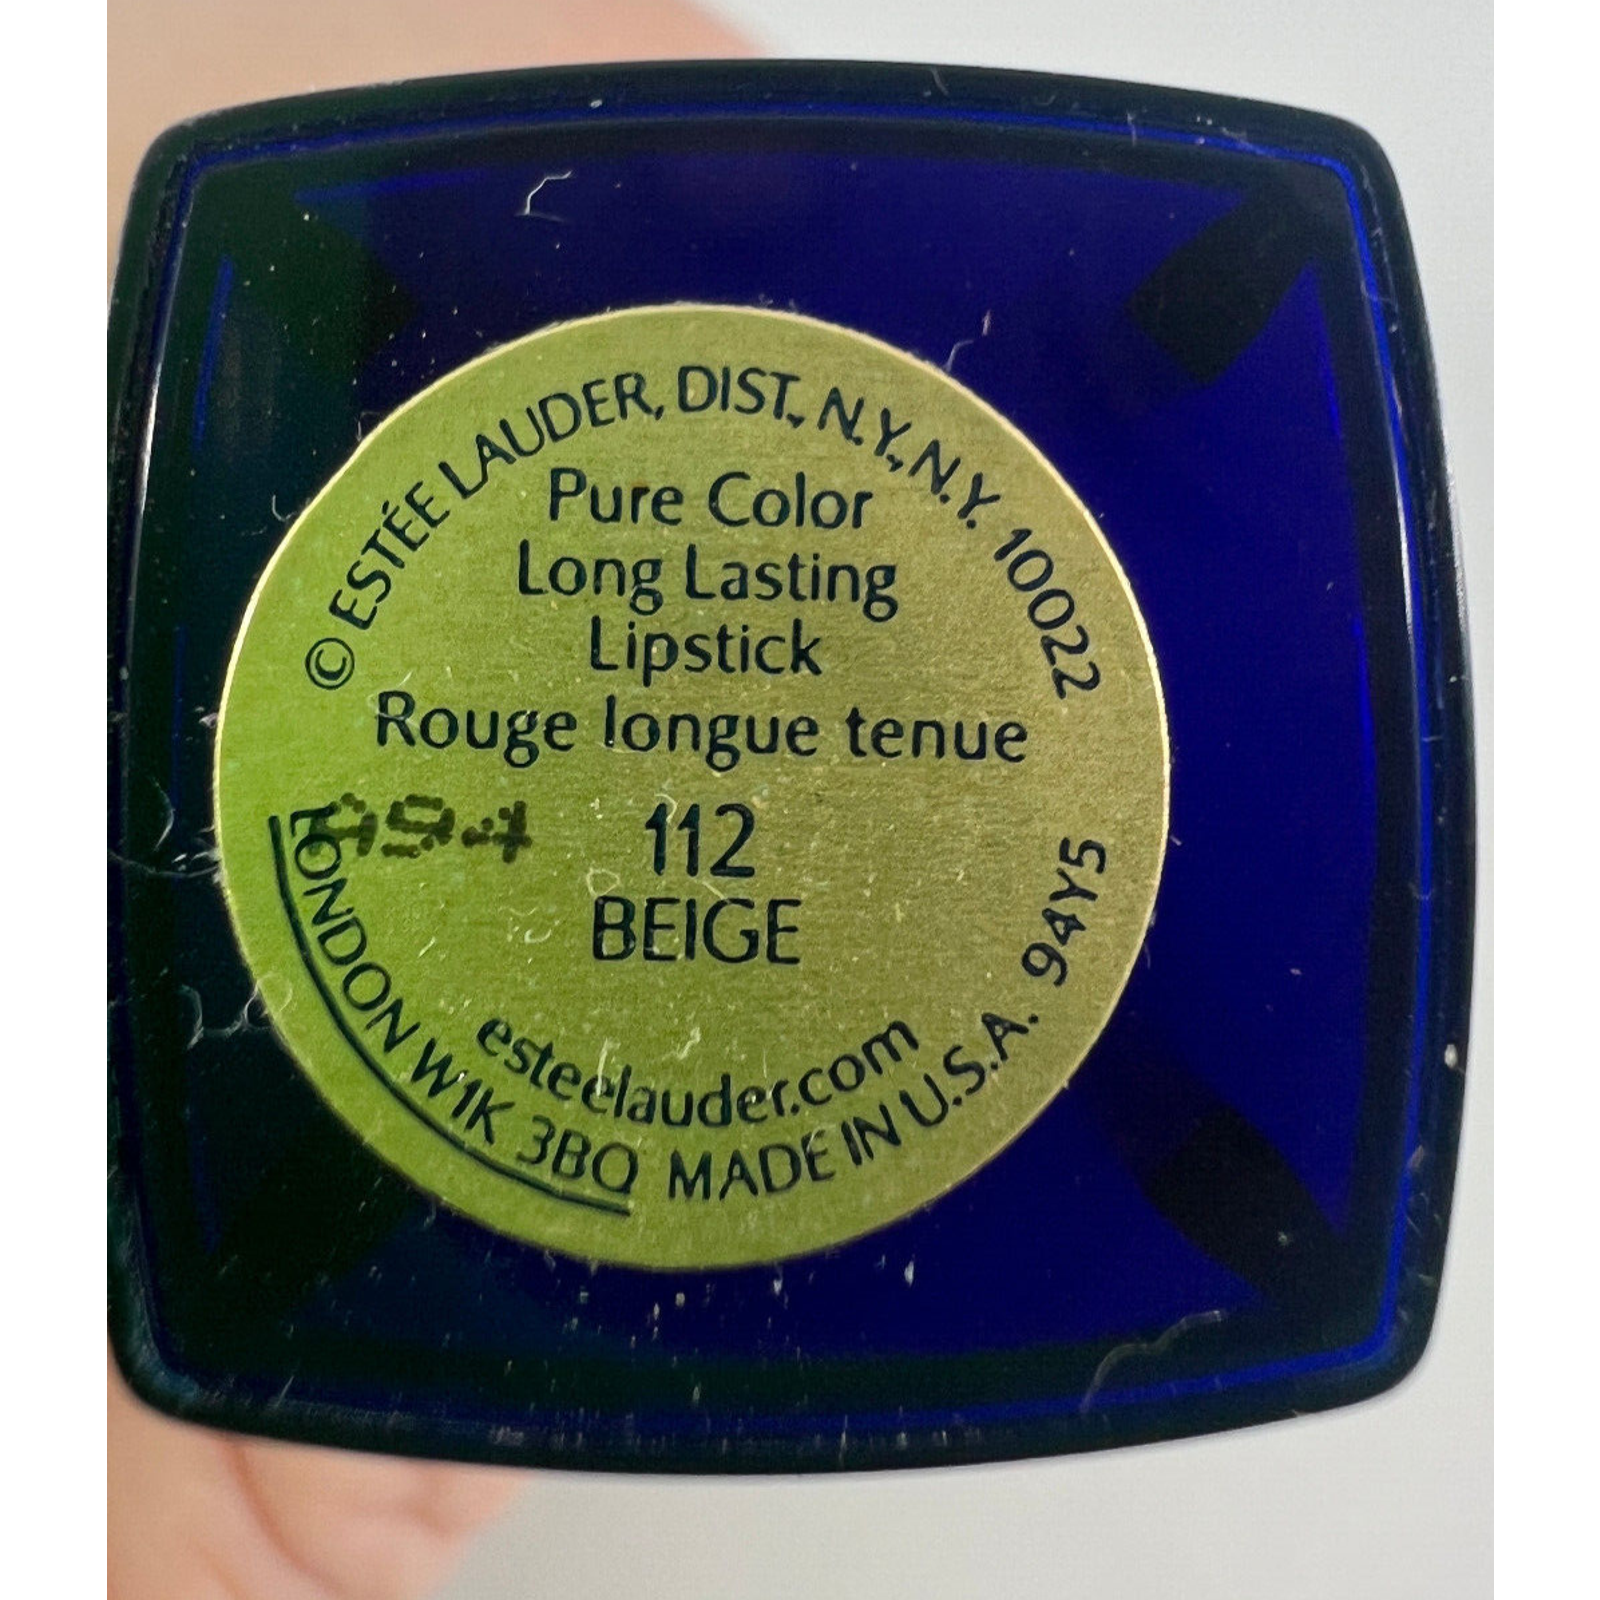 © ESTÉE LAUDER, DIST., N.Y., N.Y. 10022
Pure Color
Long Lasting
Lipstick
Rouge longue tenue
112
BEIGE
esteelauder.com
LONDON W1K 3BQ MADE IN U.S.A. 94Y5